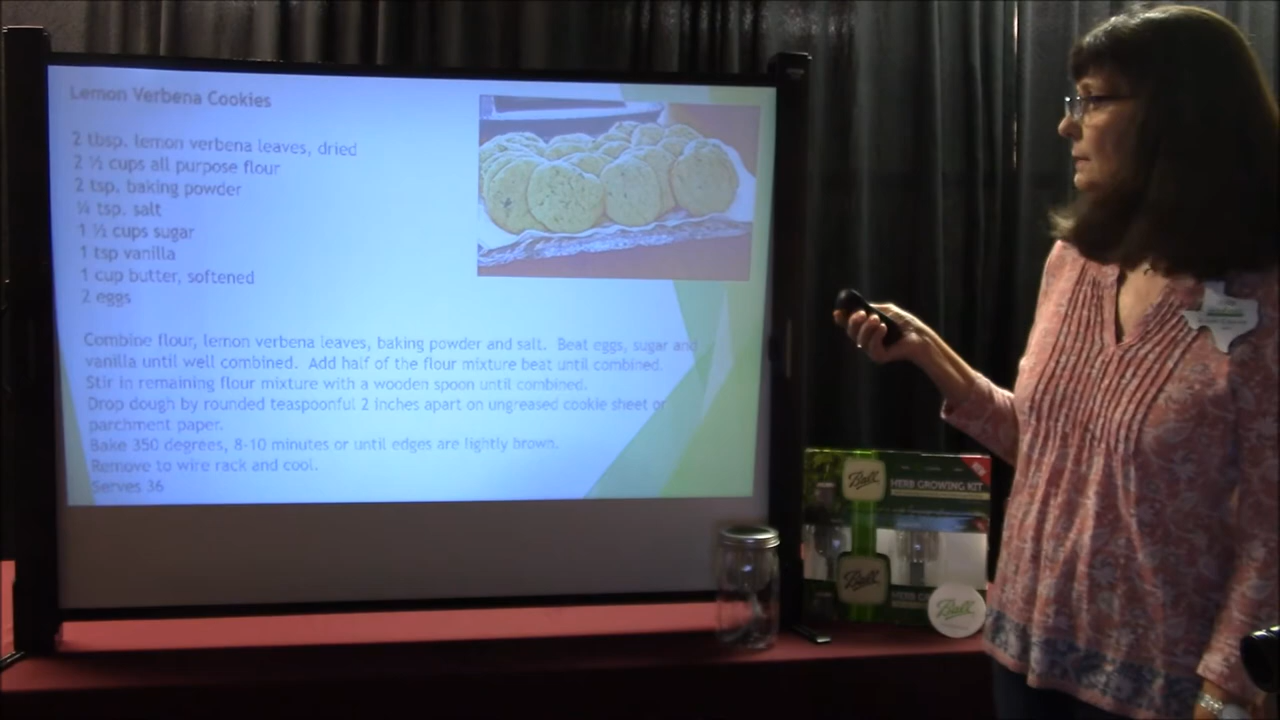 Lemon Verbena Cookies
2 tbsp. lemon verbena leaves, dried
2 ½ cups all purpose flour
2 tsp. baking powder
¼ tsp. salt
1 ½ cups sugar
1 tsp vanilla
1 cup butter, softened
2 eggs
Combine flour, lemon verbena leaves, baking powder and salt. Beat eggs, sugar and
vanilla until well combined. Add half of the flour mixture beat until combined.
Stir in remaining flour mixture with a wooden spoon until combined.
Drop dough by rounded teaspoonful 2 inches apart on ungreased cookie sheet or
parchment paper.
Bake 350 degrees, 8-10 minutes or until edges are lightly brown.
Remove to wire rack and cool.
Serves 36
Ball
HERB GROWING KIT
Ball
HERB
Ball